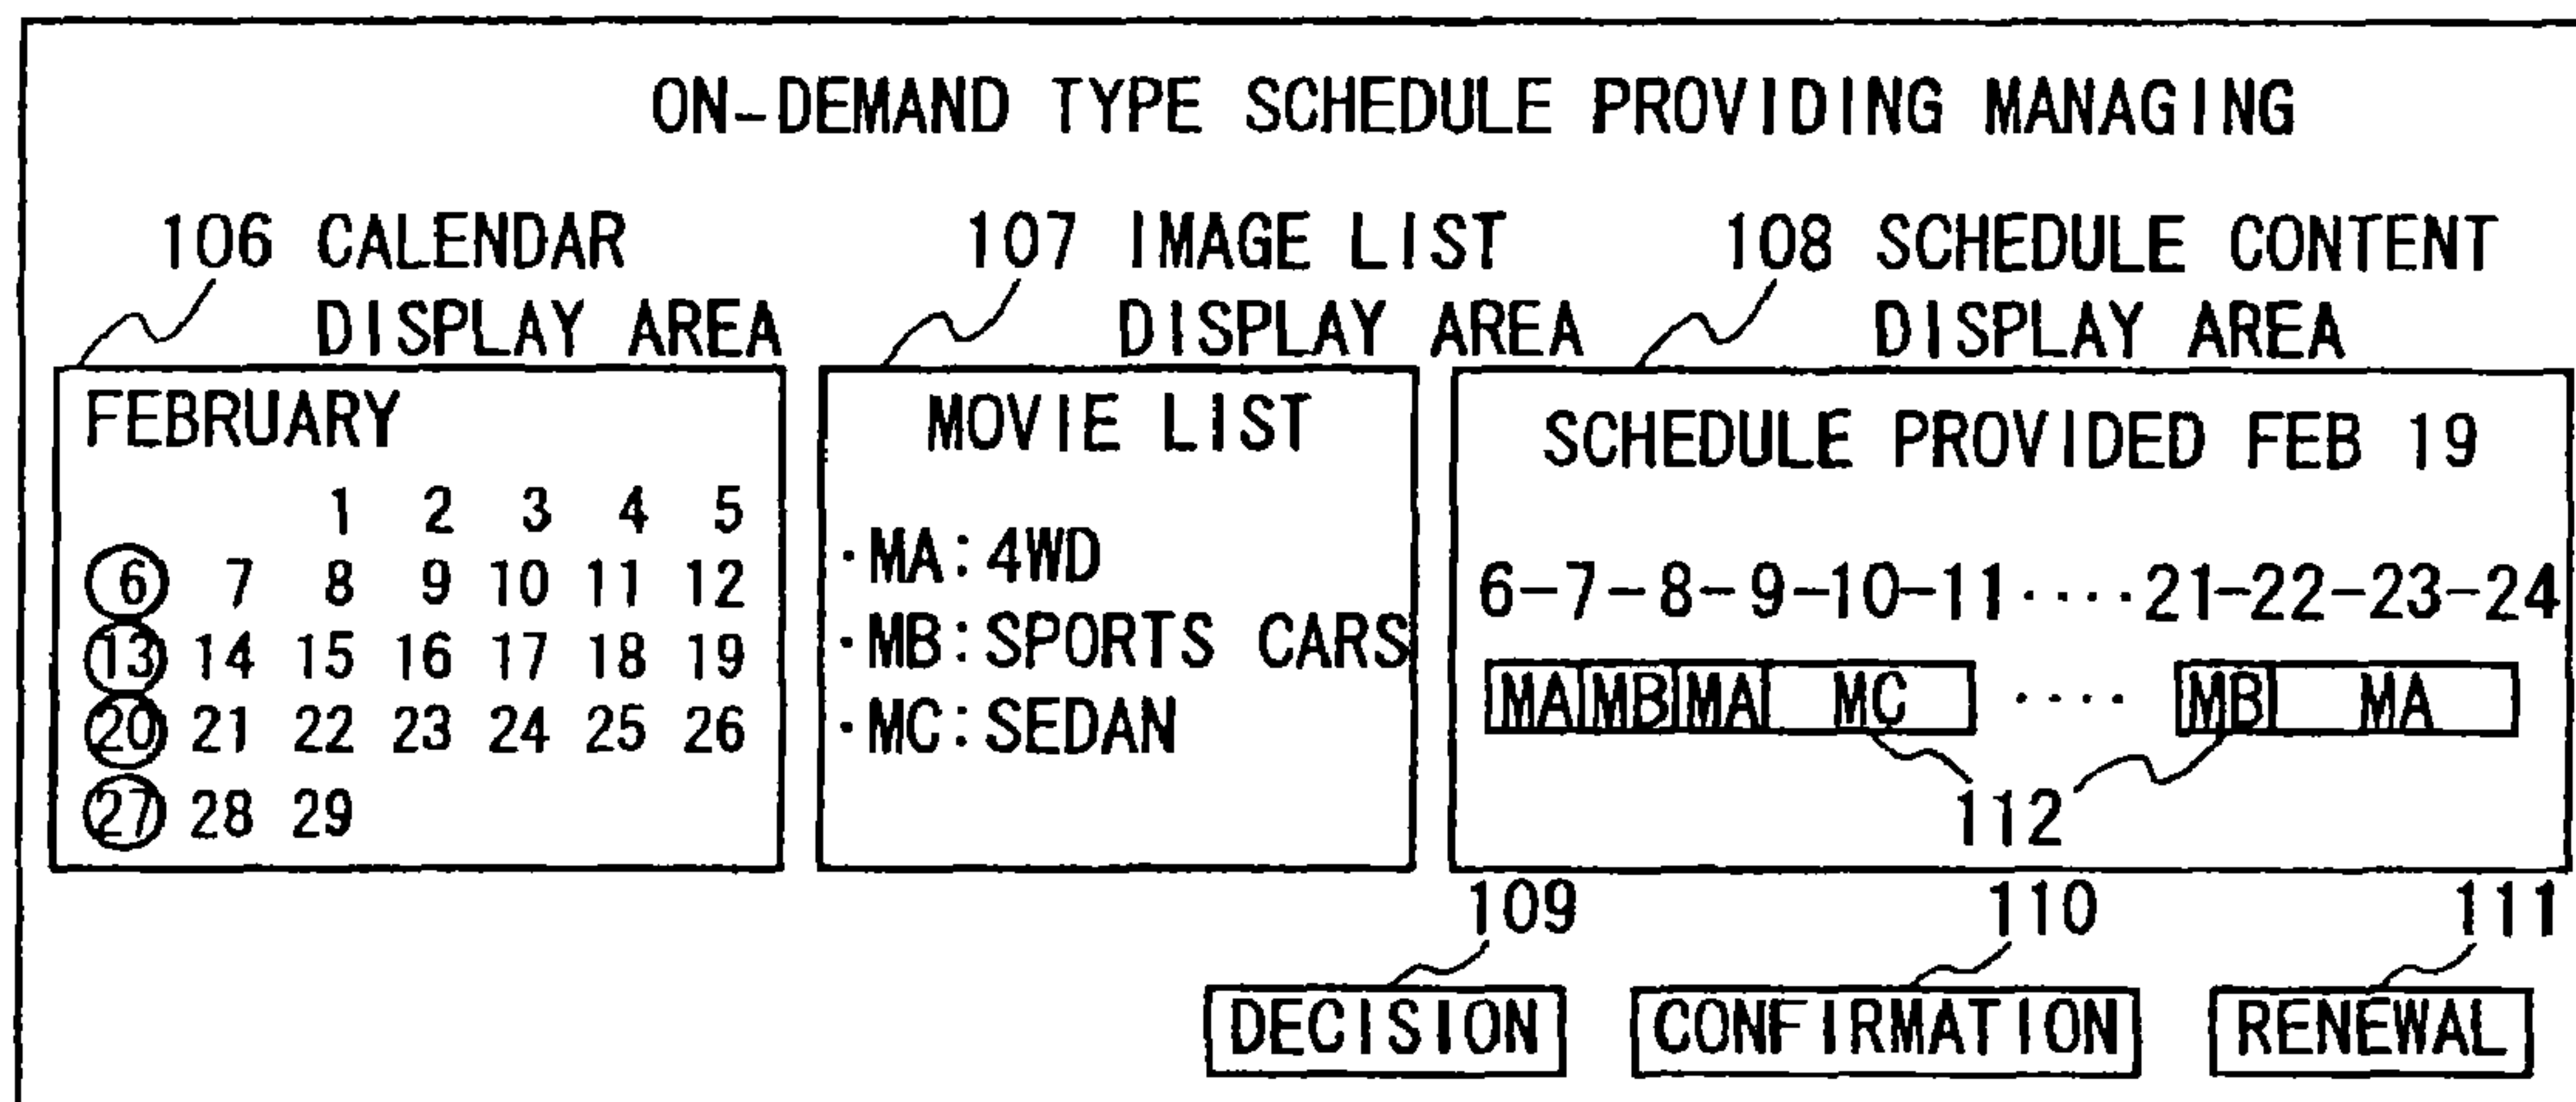 ON-DEMAND TYPE SCHEDULE PROVIDING MANAGING
106 CALENDAR
DISPLAY AREA
107 IMAGE LIST
DISPLAY AREA
108 SCHEDULE CONTENT
DISPLAY AREA
FEBRUARY
1 2 3 4 5
6 7 8 9 10 11 12
13 14 15 16 17 18 19
20 21 22 23 24 25 26
27 28 29
MOVIE LIST
·MA:4WD
·MB:SPORTS CARS
·MC:SEDAN
SCHEDULE PROVIDED FEB 19
6-7-8-9-10-11····21-22-23-24
MA MB MA MC ···· MB MA
112
109 110 111
DECISION CONFIRMATION RENEWAL